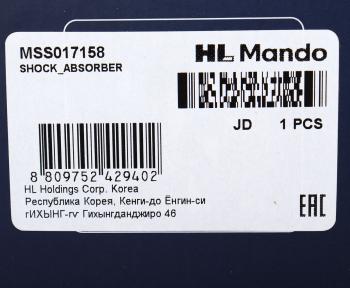 MSS017158
SHOCK_ABSORBER
HL Mando
JD 1 PCS
8 809752 429402
HL Holdings Corp. Korea
Республика Корея, Кенги-до Ёнгин-си
гИХЫНГ-гу Гихынгданджиро 46
EAC